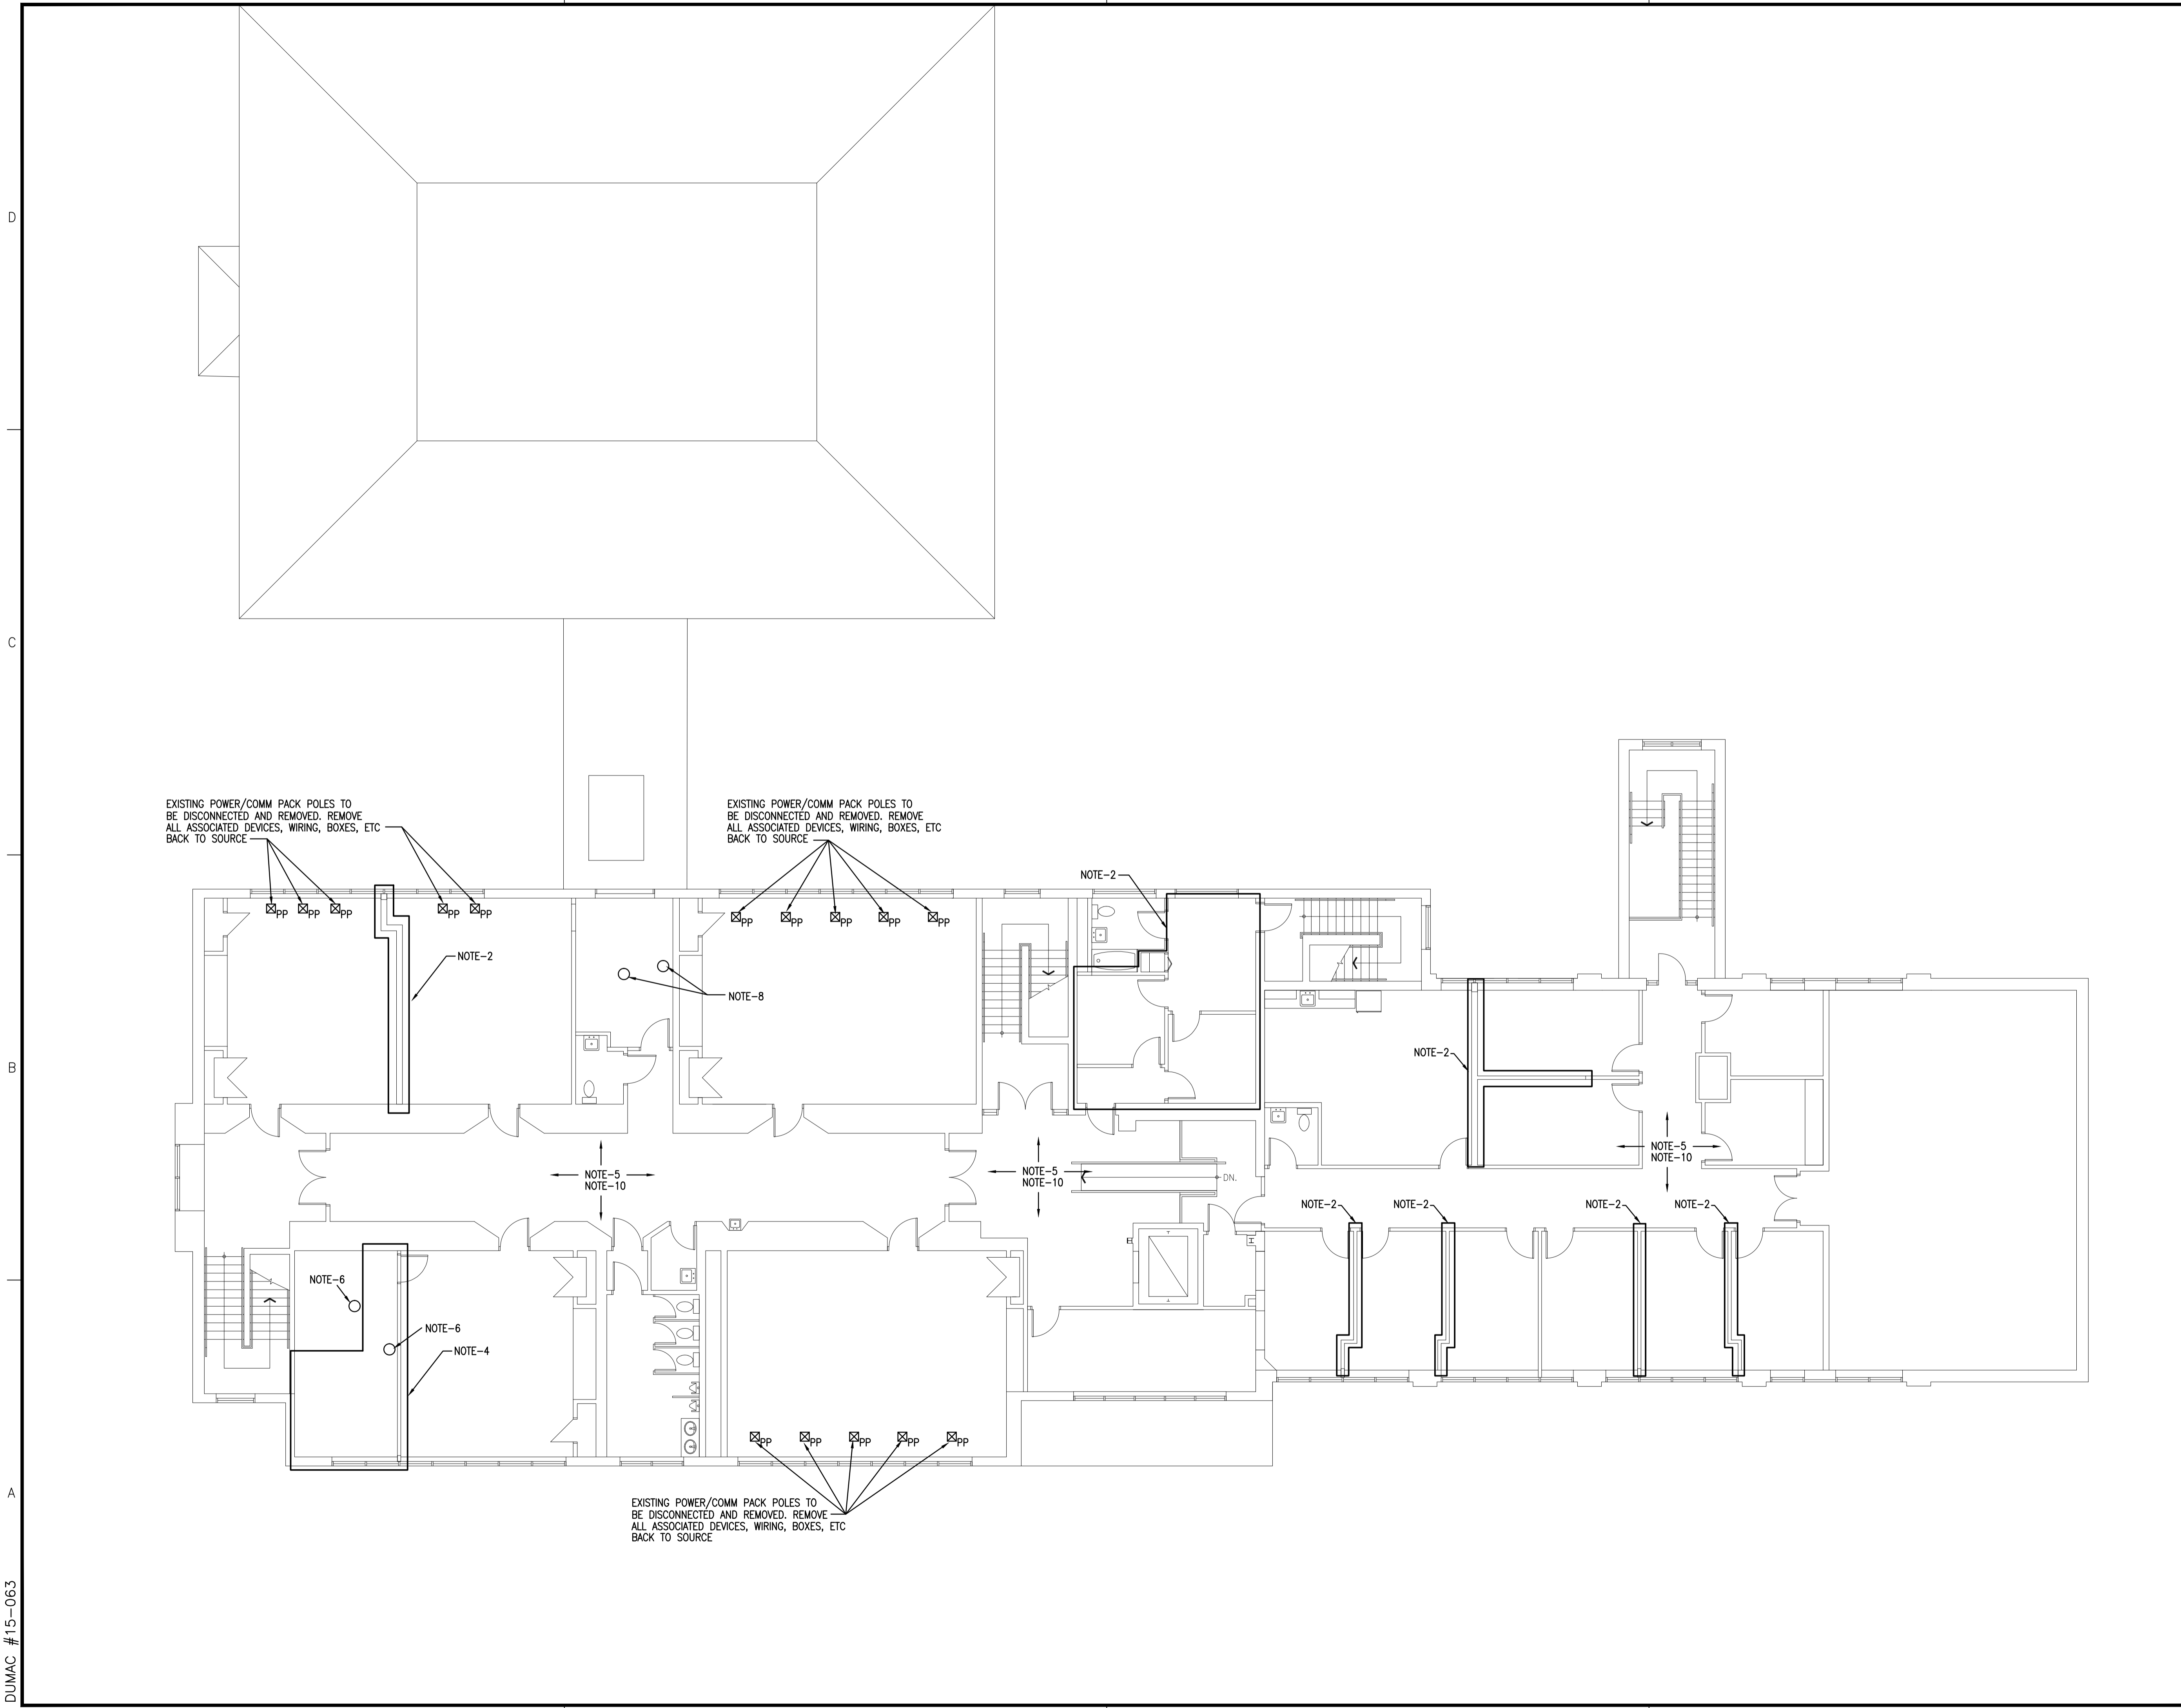 D
C
B
A
DUMAC #15-063
EXISTING POWER/COMM PACK POLES TO
BE DISCONNECTED AND REMOVED. REMOVE
ALL ASSOCIATED DEVICES, WIRING, BOXES, ETC
BACK TO SOURCE
EXISTING POWER/COMM PACK POLES TO
BE DISCONNECTED AND REMOVED. REMOVE
ALL ASSOCIATED DEVICES, WIRING, BOXES, ETC
BACK TO SOURCE
NOTE-2
PP
PP
PP
PP
PP
PP
PP
PP
PP
PP
NOTE-2
NOTE-8
NOTE-2
NOTE-5
NOTE-10
NOTE-5
NOTE-10
DN.
NOTE-5
NOTE-10
NOTE-2
NOTE-2
NOTE-2
NOTE-2
NOTE-6
NOTE-6
NOTE-4
PP
PP
PP
PP
PP
EXISTING POWER/COMM PACK POLES TO
BE DISCONNECTED AND REMOVED. REMOVE
ALL ASSOCIATED DEVICES, WIRING, BOXES, ETC
BACK TO SOURCE